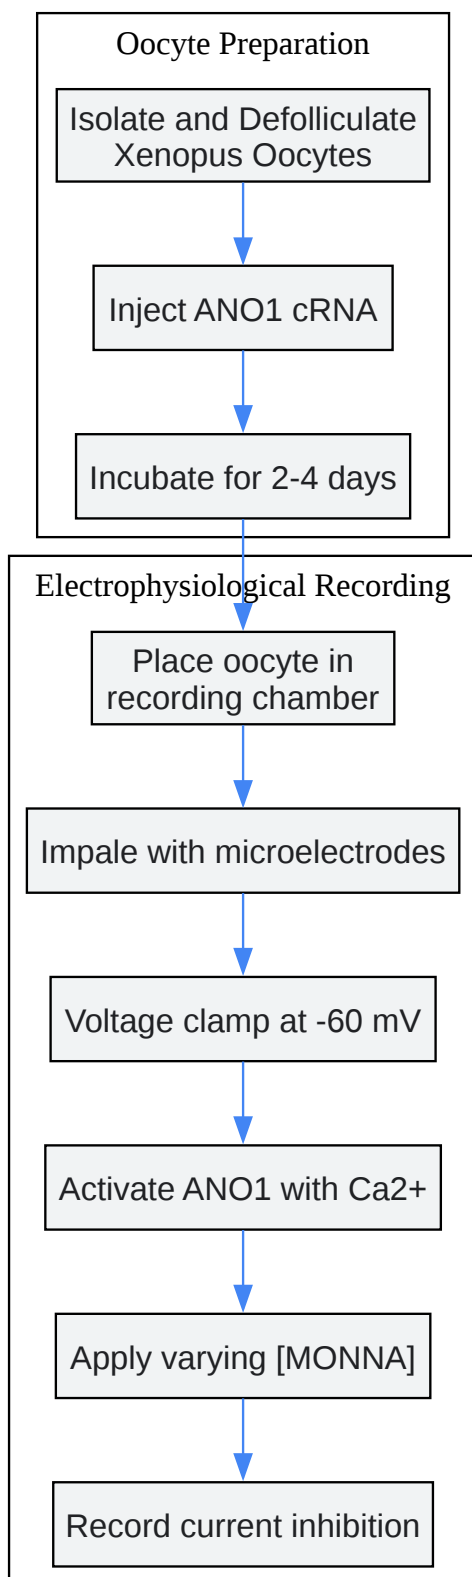 Oocyte Preparation
Isolate and Defolliculate
Xenopus Oocytes
Inject ANO1 cRNA
Incubate for 2-4 days
Electrophysiological Recording
Place oocyte in
recording chamber
Impale with microelectrodes
Voltage clamp at -60 mV
Activate ANO1 with Ca2+
Apply varying [MONNA]
Record current inhibition